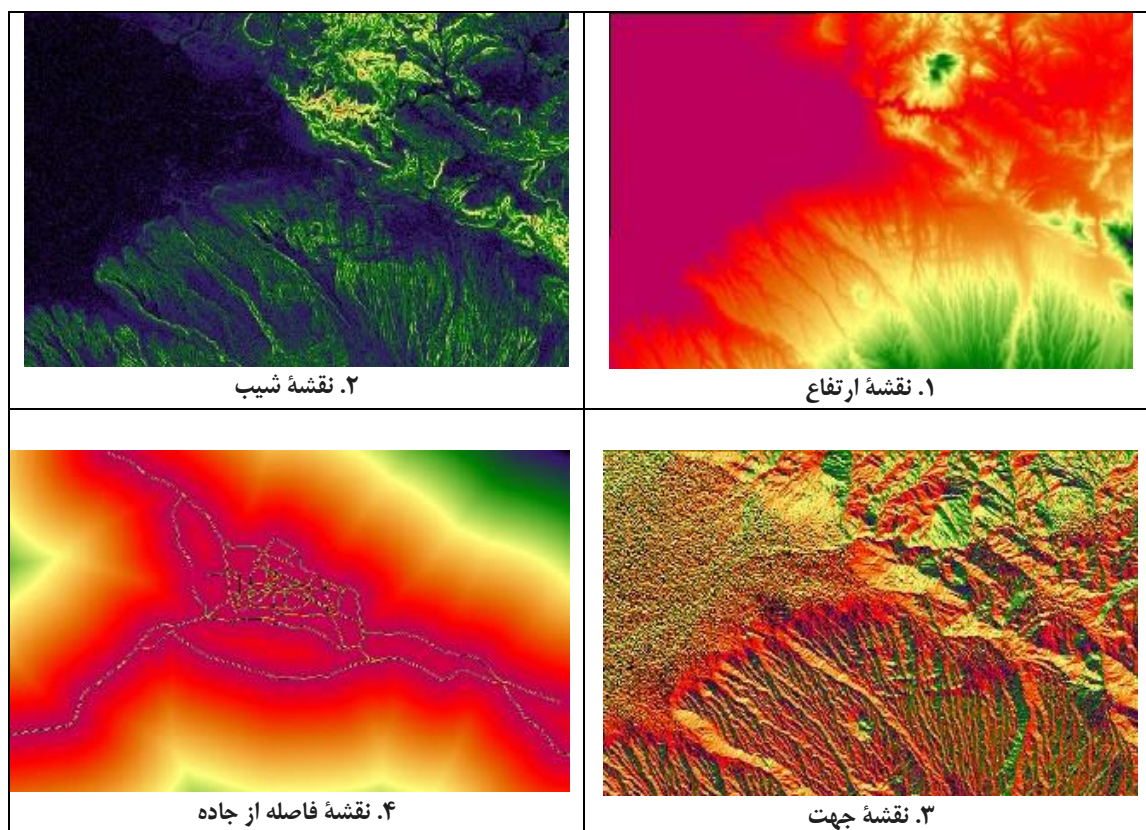 ۱. نقشهٔ ارتفاع
۲. نقشهٔ شیب
۳. نقشهٔ جهت
۴. نقشهٔ فاصله از جاده